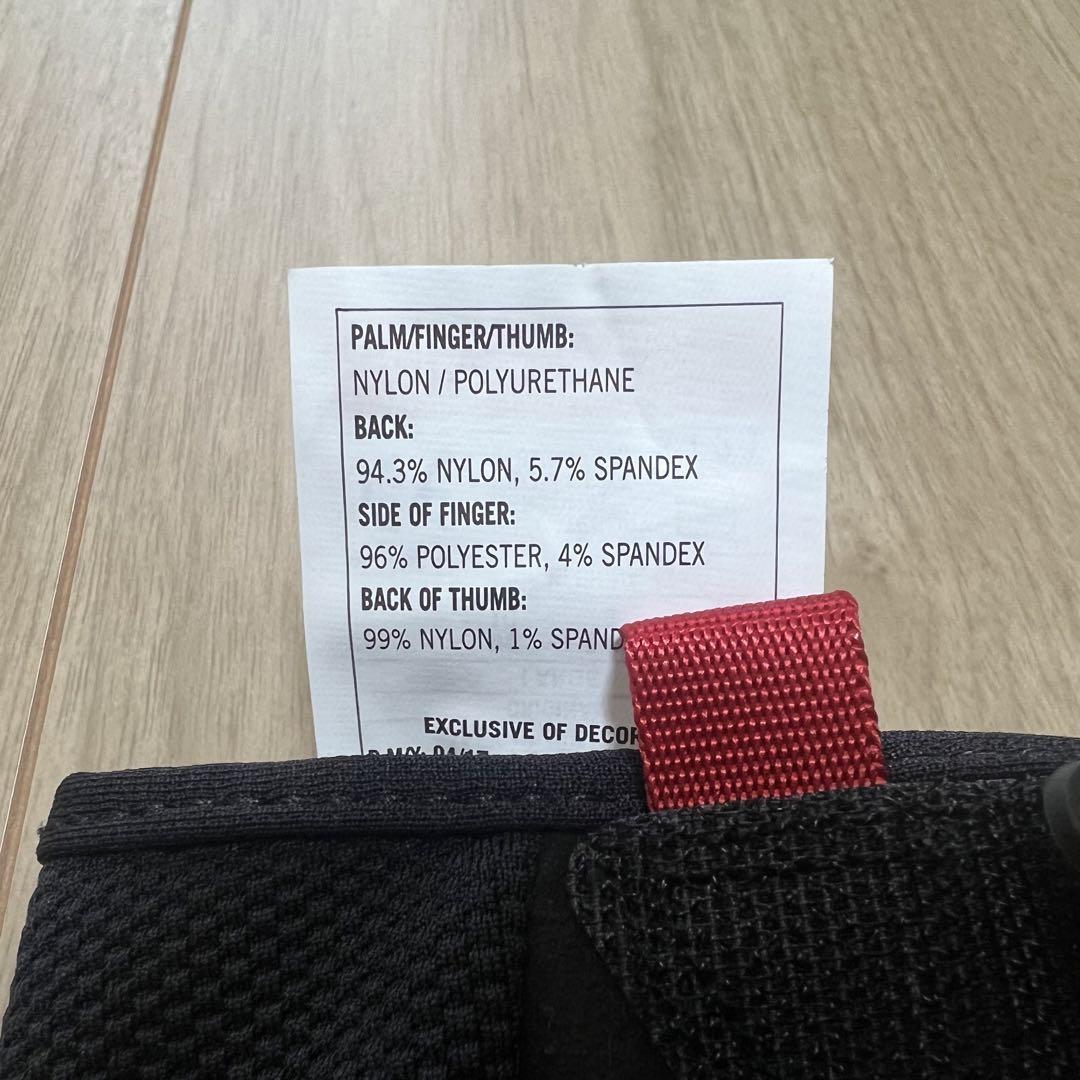 PALM/FINGER/THUMB:
NYLON / POLYURETHANE
BACK:
94.3% NYLON, 5.7% SPANDEX
SIDE OF FINGER:
96% POLYESTER, 4% SPANDEX
BACK OF THUMB:
99% NYLON, 1% SPAND
EXCLUSIVE OF DECOR